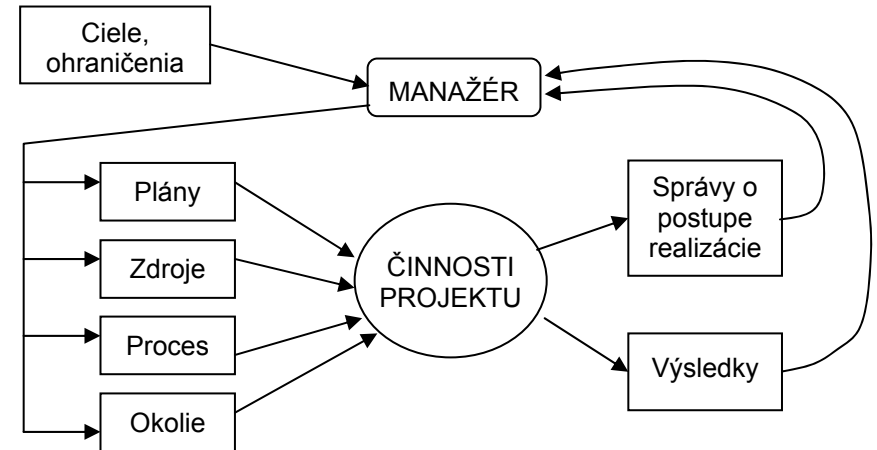 Ciele,
ohraničenia
MANAŽÉR
Plány
Zdroje
Proces
Okolie
ČINNOSTI
PROJEKTU
Správy o
postupe
realizácie
Výsledky